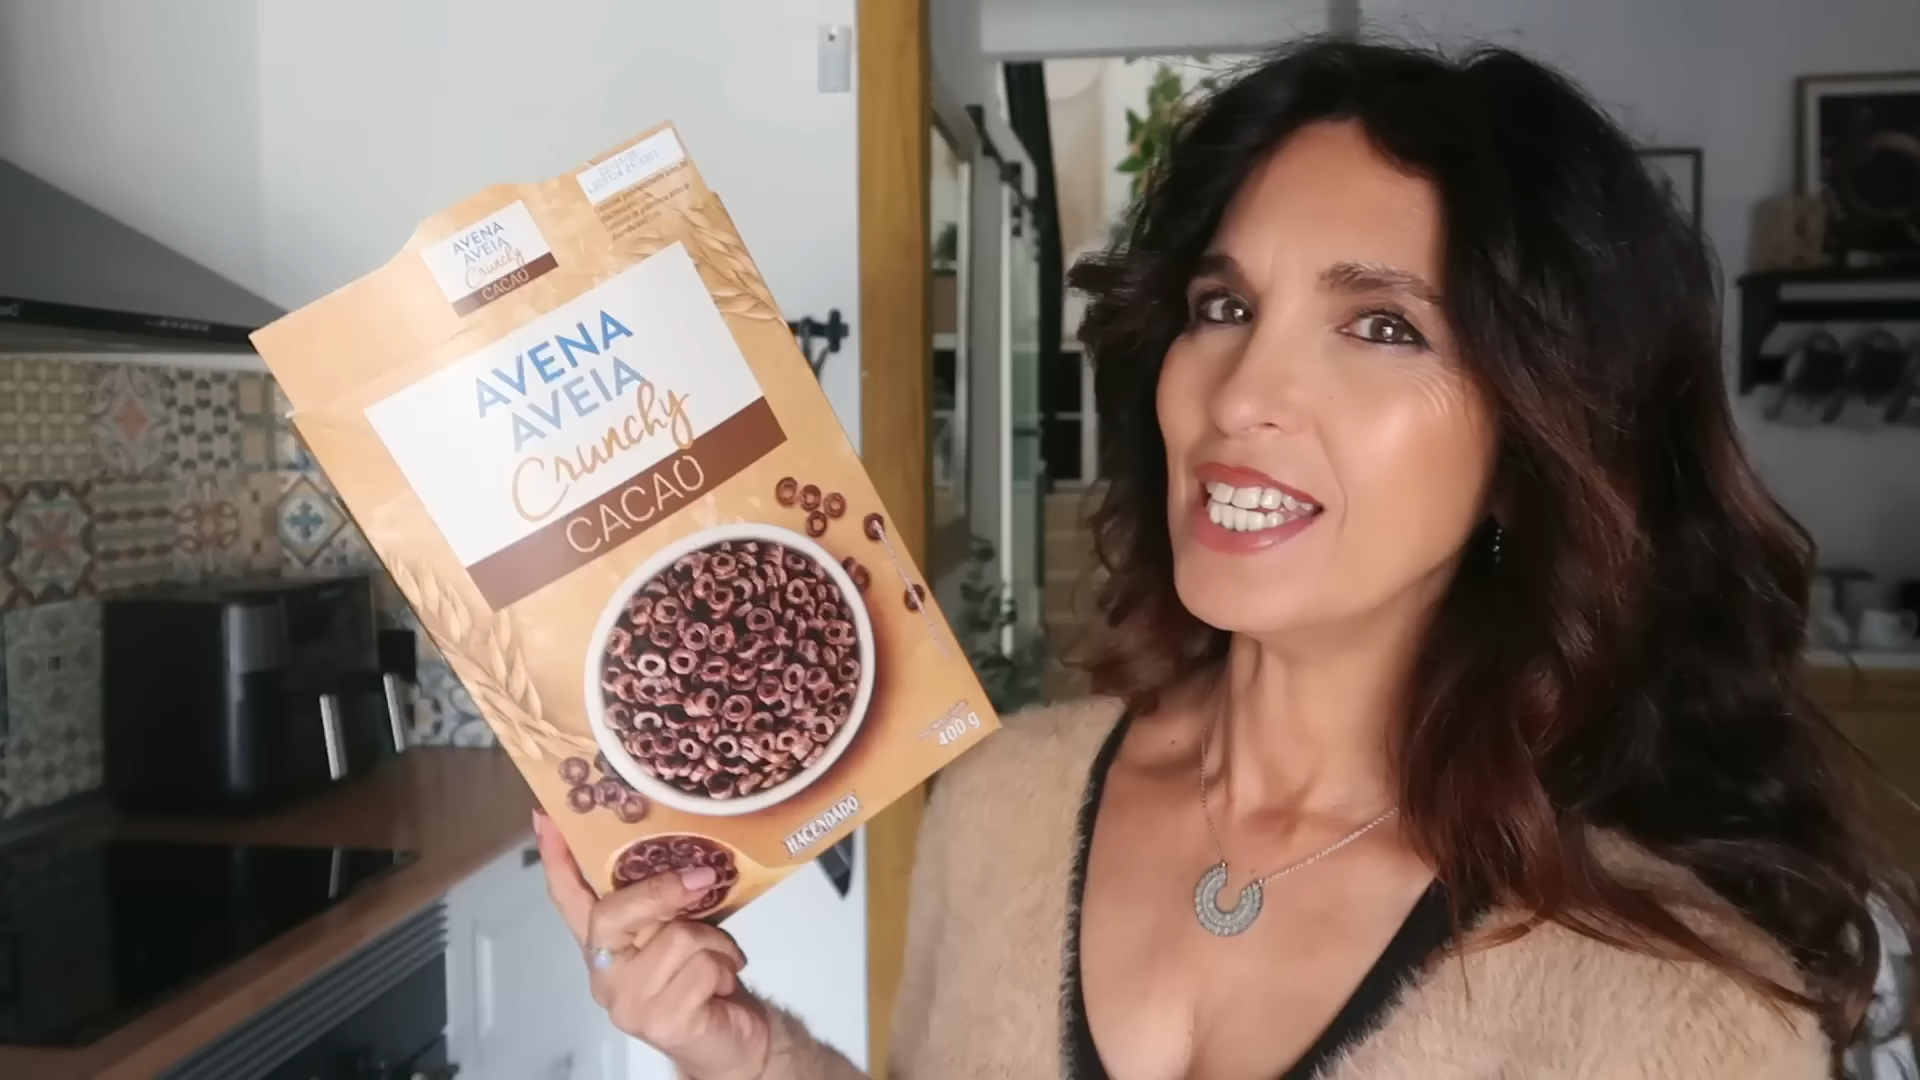 AVENA
AVEIA
Crunchy
CACAO
AVENA
AVEIA
Crunchy
CACAO
400 g
HACENDADO